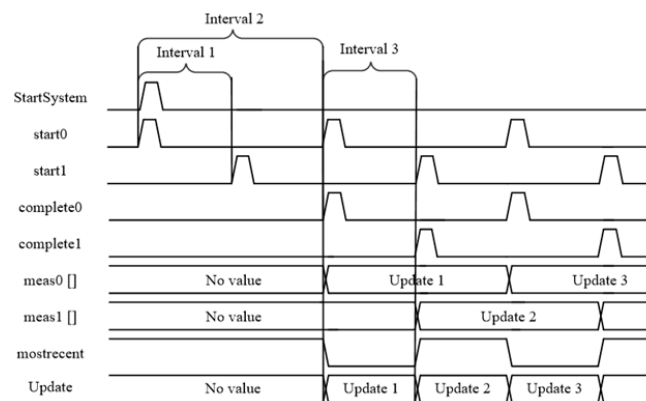 Interval 2
Interval 1
Interval 3
StartSystem
start0
start1
complete0
complete1
meas0 [] No value Update 1 Update 3
meas1 [] No value Update 2
mostrecent
Update No value Update 1 Update 2 Update 3